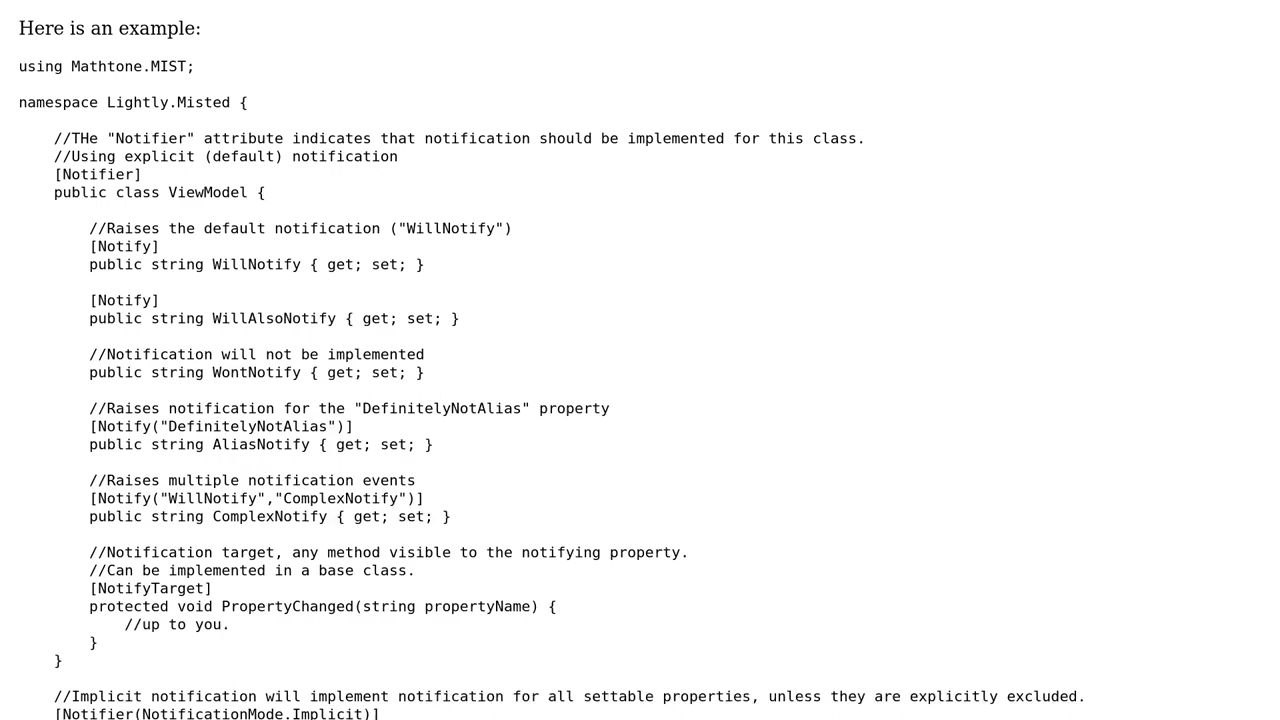 Here is an example:
using Mathtone.MIST;
namespace Lightly.Misted {
//THe "Notifier" attribute indicates that notification should be implemented for this class.
//Using explicit (default) notification
[Notifier]
public class ViewModel {
//Raises the default notification ("WillNotify")
[Notify]
public string WillNotify { get; set; }
[Notify]
public string WillAlsoNotify { get; set; }
//Notification will not be implemented
public string WontNotify { get; set; }
//Raises notification for the "DefinitelyNotAlias" property
[Notify("DefinitelyNotAlias")]
public string AliasNotify { get; set; }
//Raises multiple notification events
[Notify("WillNotify","ComplexNotify")]
public string ComplexNotify { get; set; }
//Notification target, any method visible to the notifying property.
//Can be implemented in a base class.
[NotifyTarget]
protected void PropertyChanged(string propertyName) {
//up to you.
}
}
//Implicit notification will implement notification for all settable properties, unless they are explicitly excluded.
[Notifier(NotificationMode.Implicit)]